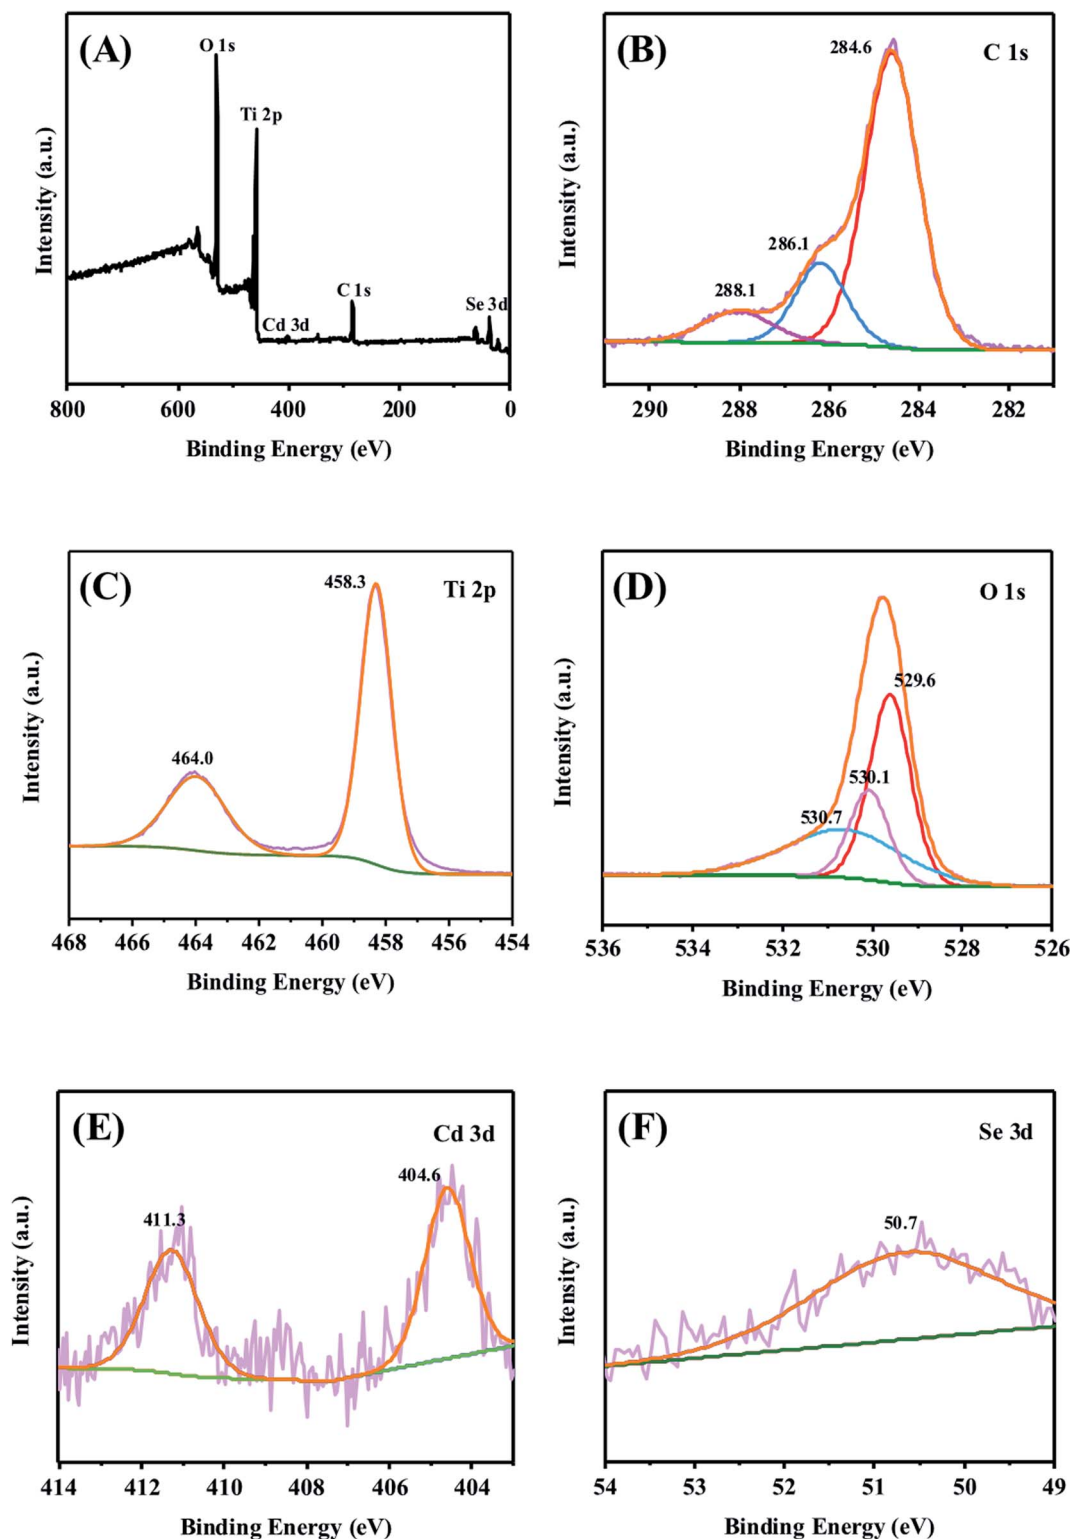 (A)
O 1s
Ti 2p
Cd 3d
C 1s
Se 3d
Intensity (a.u.)
800 600 400 200 0
Binding Energy (eV)
(B)
C 1s
284.6
286.1
288.1
Intensity (a.u.)
290 288 286 284 282
Binding Energy (eV)
(C)
Ti 2p
458.3
464.0
Intensity (a.u.)
468 466 464 462 460 458 456 454
Binding Energy (eV)
(D)
O 1s
529.6
530.1
530.7
Intensity (a.u.)
536 534 532 530 528 526
Binding Energy (eV)
(E)
Cd 3d
404.6
411.3
Intensity (a.u.)
414 412 410 408 406 404
Binding Energy (eV)
(F)
Se 3d
50.7
Intensity (a.u.)
54 53 52 51 50 49
Binding Energy (eV)